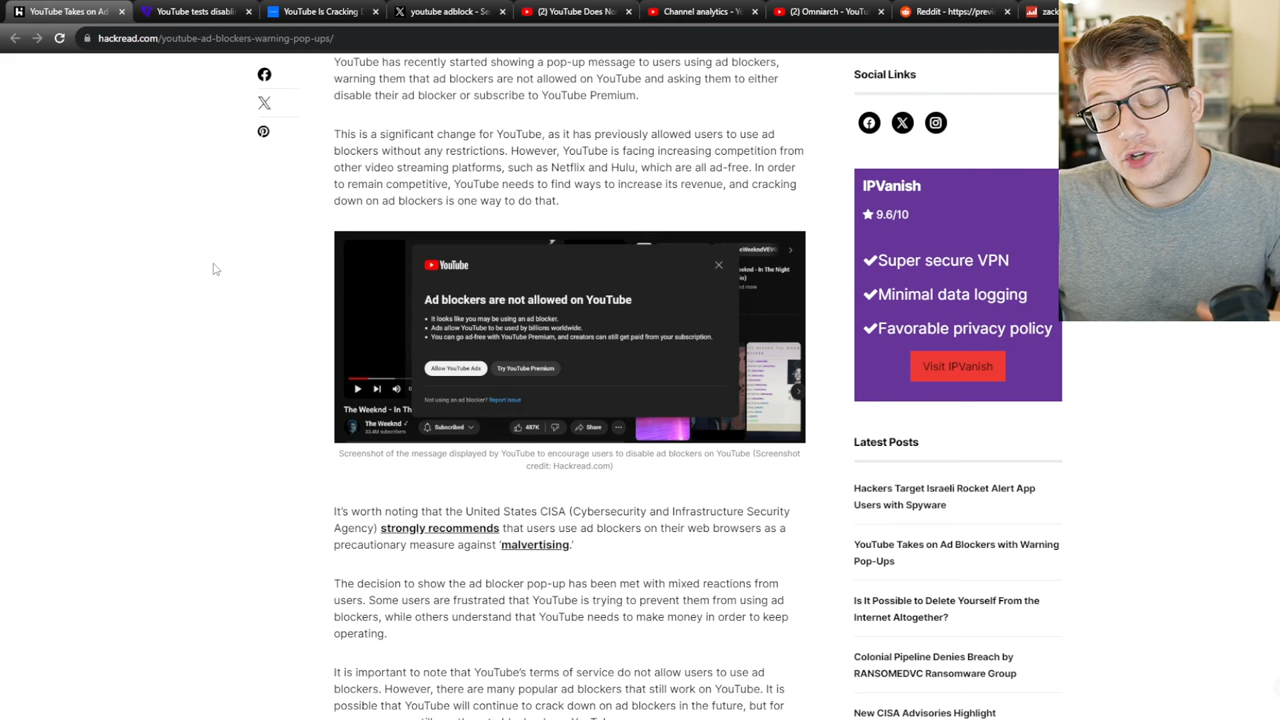 YouTube Takes on Ad
YouTube tests disabli
YouTube Is Cracking
youtube adblock - Se
(2) YouTube Does No
Channel analytics - Y
(2) Omniarch - YouTu
Reddit - https://previ
zack
hackread.com/youtube-ad-blockers-warning-pop-ups/
YouTube has recently started showing a pop-up message to users using ad blockers,
warning them that ad blockers are not allowed on YouTube and asking them to either
disable their ad blocker or subscribe to YouTube Premium.
This is a significant change for YouTube, as it has previously allowed users to use ad
blockers without any restrictions. However, YouTube is facing increasing competition from
other video streaming platforms, such as Netflix and Hulu, which are all ad-free. In order
to remain competitive, YouTube needs to find ways to increase its revenue, and cracking
down on ad blockers is one way to do that.
YouTube
Ad blockers are not allowed on YouTube
It looks like you may be using an ad blocker.
Ads allow YouTube to be used by billions worldwide.
You can go ad-free with YouTube Premium, and creators can still get paid from your subscription.
Allow YouTube Ads
Try YouTube Premium
Not using an ad blocker? Report issue
eWeekndVEVO
nd - In The Night
The Weeknd - In Th
The Weeknd
33.4M subscribers
Subscribed
487K
Share
Screenshot of the message displayed by YouTube to encourage users to disable ad blockers on YouTube (Screenshot
credit: Hackread.com)
It's worth noting that the United States CISA (Cybersecurity and Infrastructure Security
Agency) strongly recommends that users use ad blockers on their web browsers as a
precautionary measure against 'malvertising.'
The decision to show the ad blocker pop-up has been met with mixed reactions from
users. Some users are frustrated that YouTube is trying to prevent them from using ad
blockers, while others understand that YouTube needs to make money in order to keep
operating.
It is important to note that YouTube's terms of service do not allow users to use ad
blockers. However, there are many popular ad blockers that still work on YouTube. It is
possible that YouTube will continue to crack down on ad blockers in the future, but for
Social Links
IPVanish
9.6/10
Super secure VPN
Minimal data logging
Favorable privacy policy
Visit IPVanish
Latest Posts
Hackers Target Israeli Rocket Alert App
Users with Spyware
YouTube Takes on Ad Blockers with Warning
Pop-Ups
Is It Possible to Delete Yourself From the
Internet Altogether?
Colonial Pipeline Denies Breach by
RANSOMEDVC Ransomware Group
New CISA Advisories Highlight